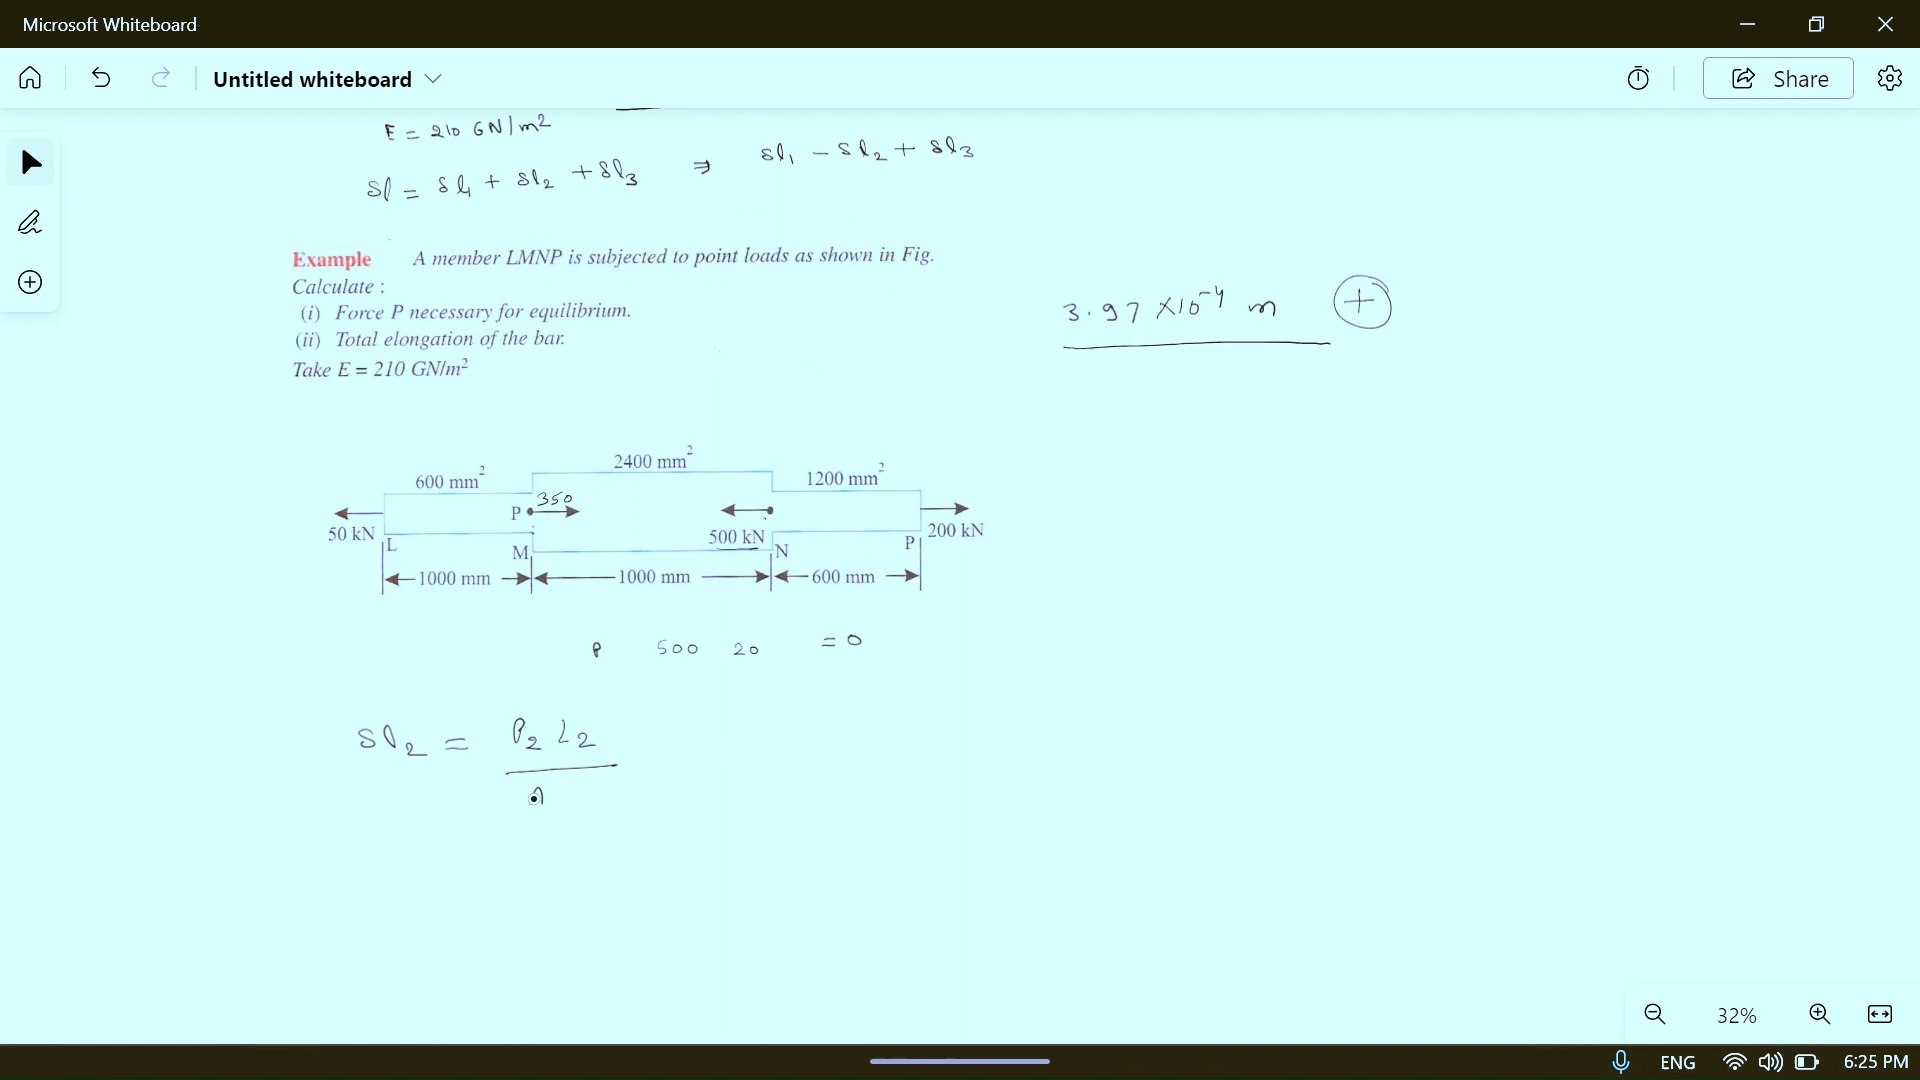 Microsoft Whiteboard
Untitled whiteboard
Share
E = 210 GN/m²
δl = δl₁ + δl₂ + δl₃ ⇒ δl₁ − δl₂ + δl₃
Example A member LMNP is subjected to point loads as shown in Fig.
Calculate :
(i) Force P necessary for equilibrium.
(ii) Total elongation of the bar.
Take E = 210 GN/m²
3.97 ×10⁻⁴ m +
600 mm² 2400 mm² 1200 mm²
P 350
50 kN 500 kN 200 kN
L M N P
1000 mm 1000 mm 600 mm
P 500 20 = 0
δl₂ = P₂ L₂
32%
ENG 6:25 PM